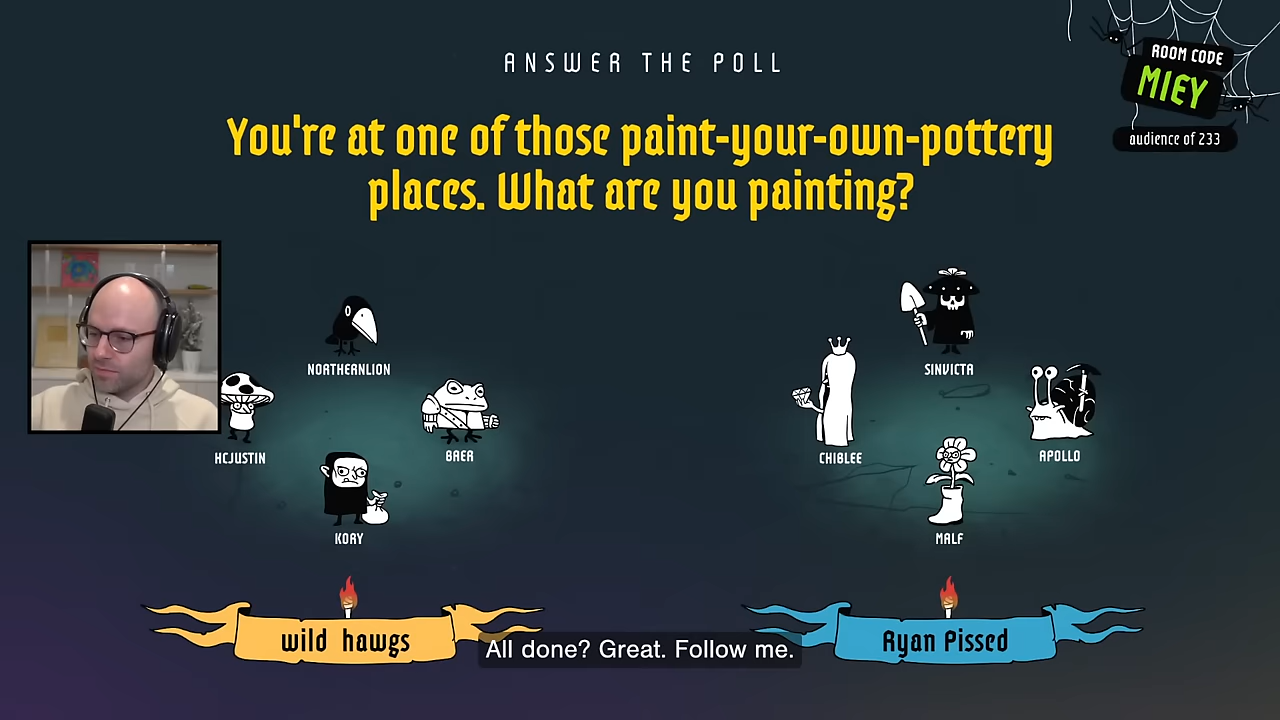 ANSWER THE POLL
ROOM CODE
MIEY
audience of 233
You're at one of those paint-your-own-pottery
places. What are you painting?
NORTHERNLION
SINVICTA
HCJUSTIN
BAER
CHIBLEE
APOLLO
KORY
MALF
wild hawgs
Ryan Pissed
All done? Great. Follow me.